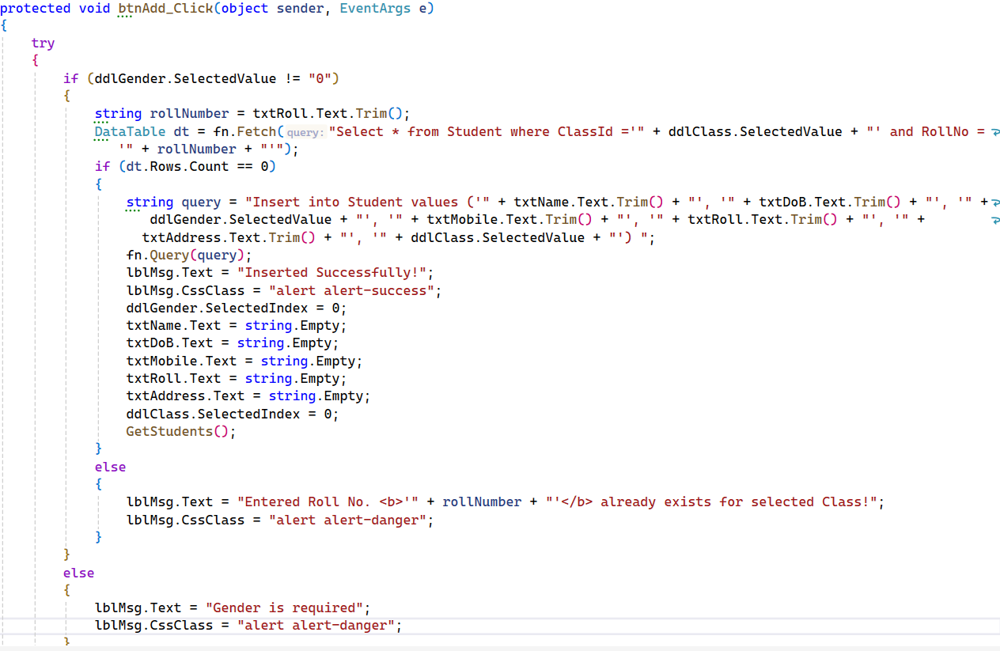 protected void btnAdd_Click(object sender, EventArgs e)
{
try
{
if (ddlGender.SelectedValue != "0")
{
string rollNumber = txtRoll.Text.Trim();
DataTable dt = fn.Fetch(query:"Select * from Student where ClassId ='" + ddlClass.SelectedValue + "' and RollNo =
'" + rollNumber + "'");
if (dt.Rows.Count == 0)
{
string query = "Insert into Student values ('" + txtName.Text.Trim() + "', '" + txtDoB.Text.Trim() + "', '" +
ddlGender.SelectedValue + "', '" + txtMobile.Text.Trim() + "', '" + txtRoll.Text.Trim() + "', '" +
txtAddress.Text.Trim() + "', '" + ddlClass.SelectedValue + "') ";
fn.Query(query);
lblMsg.Text = "Inserted Successfully!";
lblMsg.CssClass = "alert alert-success";
ddlGender.SelectedIndex = 0;
txtName.Text = string.Empty;
txtDoB.Text = string.Empty;
txtMobile.Text = string.Empty;
txtRoll.Text = string.Empty;
txtAddress.Text = string.Empty;
ddlClass.SelectedIndex = 0;
GetStudents();
}
else
{
lblMsg.Text = "Entered Roll No. <b>'" + rollNumber + "'</b> already exists for selected Class!";
lblMsg.CssClass = "alert alert-danger";
}
}
else
{
lblMsg.Text = "Gender is required";
lblMsg.CssClass = "alert alert-danger";
}